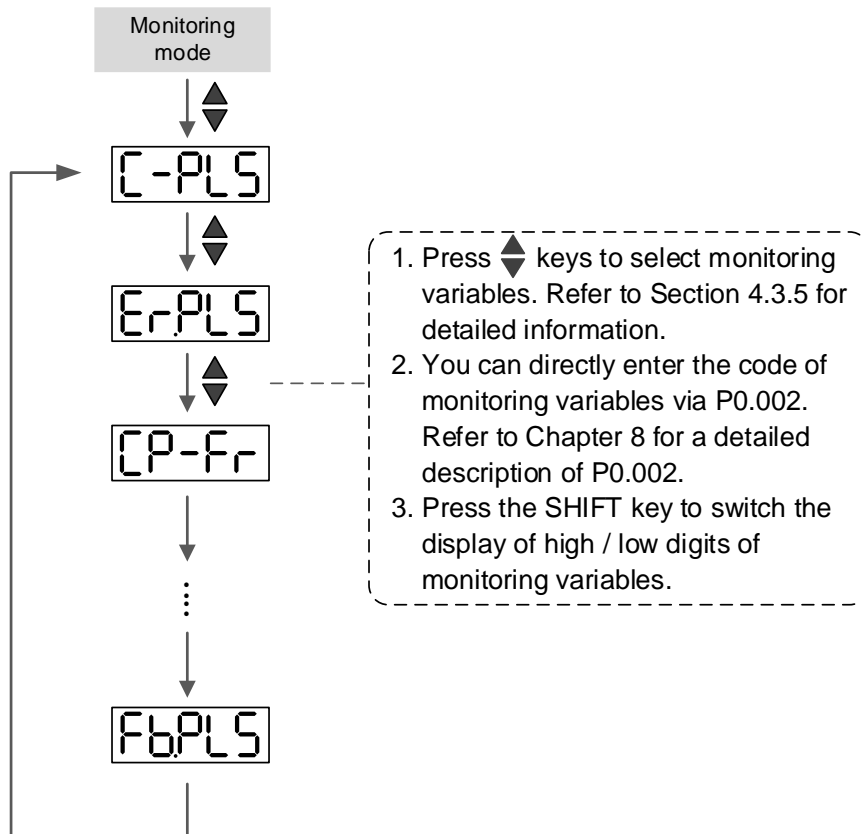 Monitoring
mode
C-PLS
Er.PLS
CP-Fr
Fb.PLS
1. Press keys to select monitoring
variables. Refer to Section 4.3.5 for
detailed information.
2. You can directly enter the code of
monitoring variables via P0.002.
Refer to Chapter 8 for a detailed
description of P0.002.
3. Press the SHIFT key to switch the
display of high / low digits of
monitoring variables.